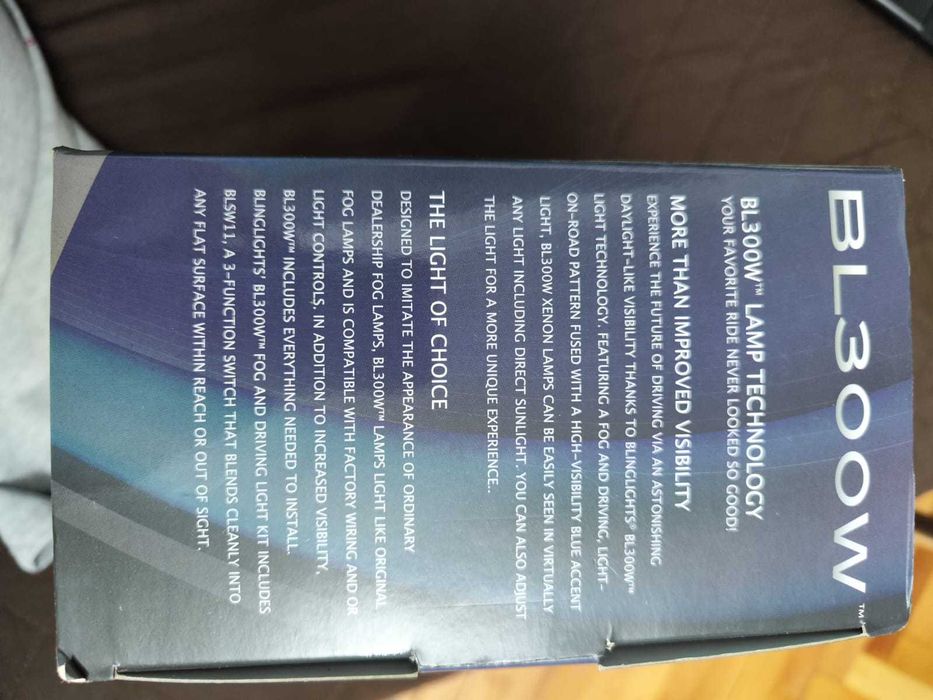 BL300W™
BL300W™ LAMP TECHNOLOGY
YOUR FAVORITE RIDE NEVER LOOKED SO GOOD!
MORE THAN IMPROVED VISIBILITY
EXPERIENCE THE FUTURE OF DRIVING VIA AN ASTONISHING
DAYLIGHT-LIKE VISIBILITY THANKS TO BLINGLIGHTS® BL300W™
LIGHT TECHNOLOGY. FEATURING A FOG AND DRIVING, LIGHT-
ON-ROAD PATTERN FUSED WITH A HIGH-VISIBILITY BLUE ACCENT
LIGHT, BL300W XENON LAMPS CAN BE EASILY SEEN IN VIRTUALLY
ANY LIGHT INCLUDING DIRECT SUNLIGHT. YOU CAN ALSO ADJUST
THE LIGHT FOR A MORE UNIQUE EXPERIENCE..
THE LIGHT OF CHOICE
DESIGNED TO IMITATE THE APPEARANCE OF ORDINARY
DEALERSHIP FOG LAMPS, BL300W™ LAMPS LIGHT LIKE ORIGINAL
FOG LAMPS AND IS COMPATIBLE WITH FACTORY WIRING AND OR
LIGHT CONTROLS, IN ADDITION TO INCREASED VISIBILITY,
BL300W™ INCLUDES EVERYTHING NEEDED TO INSTALL.
BLINGLIGHTS' BL300W™ FOG AND DRIVING LIGHT KIT INCLUDES
BLSW11, A 3-FUNCTION SWITCH THAT BLENDS CLEANLY INTO
ANY FLAT SURFACE WITHIN REACH OR OUT OF SIGHT.